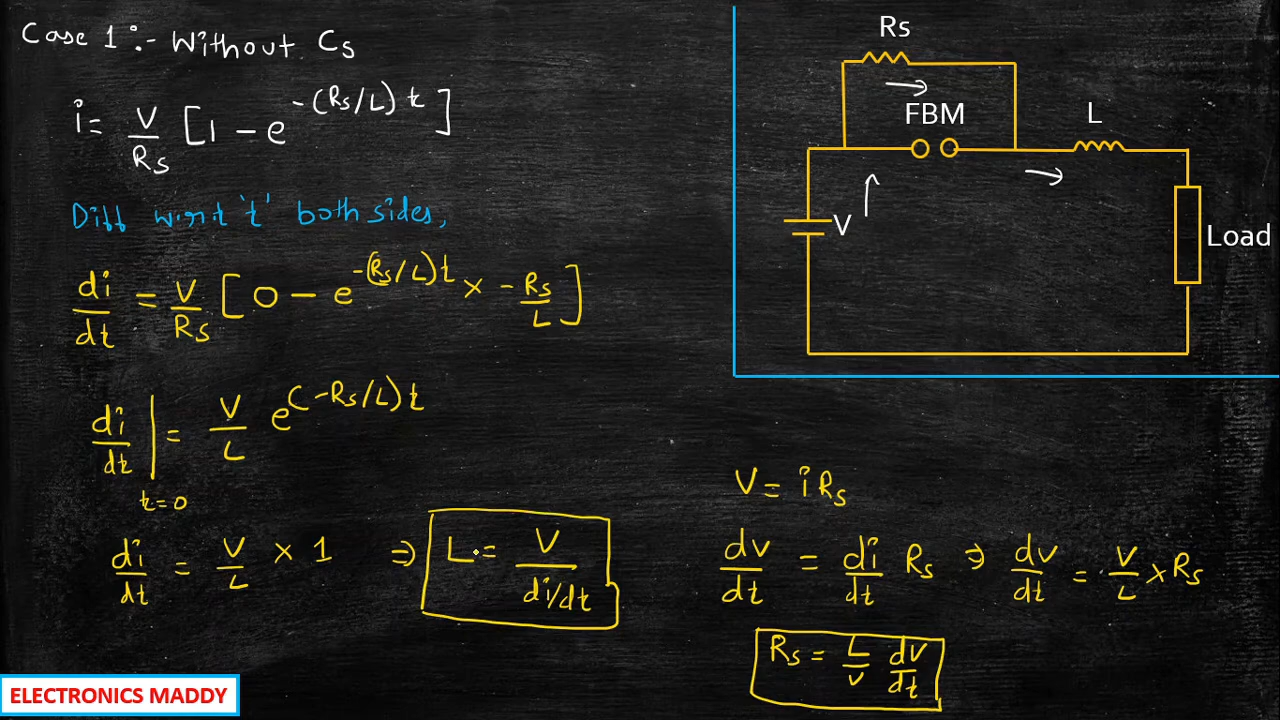 Case 1 :- Without Cs
i = V/Rs [1 - e^-(Rs/L)t]
Diff w.r.t 't' both sides,
di/dt = V/Rs [0 - e^-(Rs/L)t × -Rs/L]
di/dt|t=0 = V/L e^(-Rs/L)t
di/dt = V/L × 1 ⇒ L = V/(di/dt)
Rs
FBM
L
V
Load
V = i Rs
dv/dt = di/dt Rs ⇒ dv/dt = V/L × Rs
Rs = L/V dv/dt
ELECTRONICS MADDY